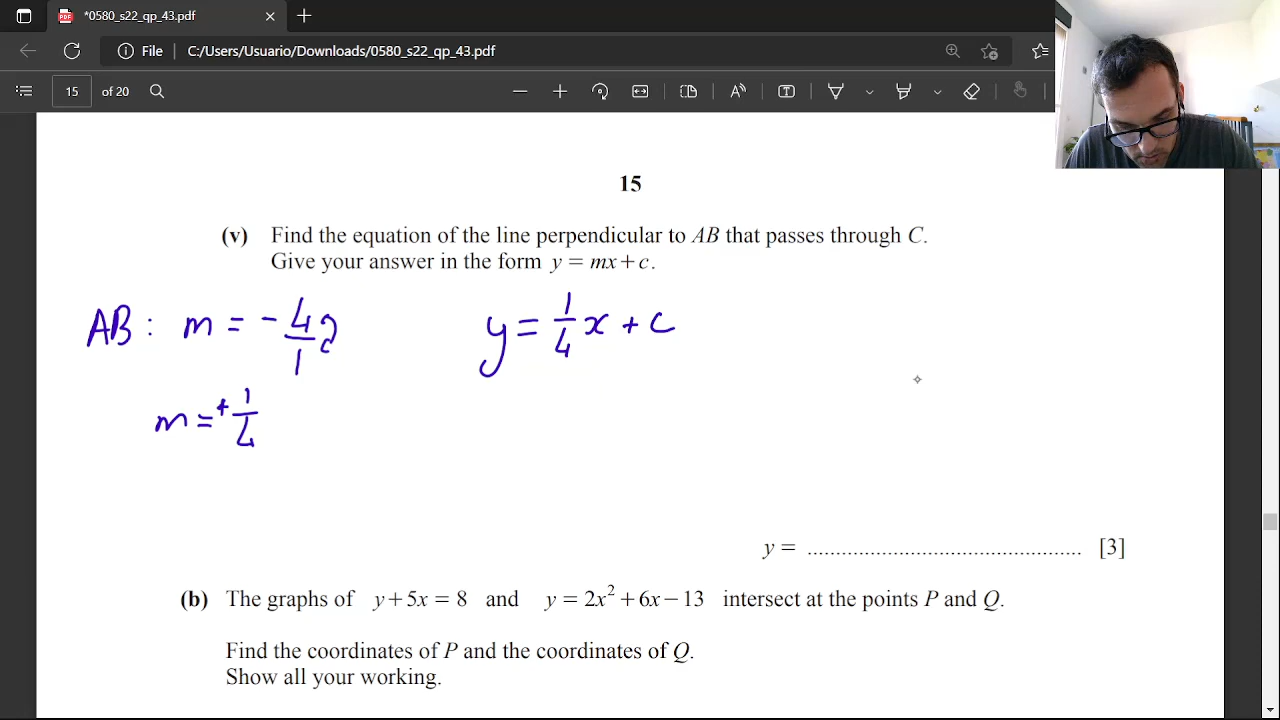 *0580_s22_qp_43.pdf
File C:/Users/Usuario/Downloads/0580_s22_qp_43.pdf
15 of 20
15
(v) Find the equation of the line perpendicular to AB that passes through C.
Give your answer in the form y = mx + c.
AB : m = - 4/1 y = 1/4 x + c
m = + 1/4
y = ................................................ [3]
(b) The graphs of y + 5x = 8 and y = 2x² + 6x − 13 intersect at the points P and Q.
Find the coordinates of P and the coordinates of Q.
Show all your working.